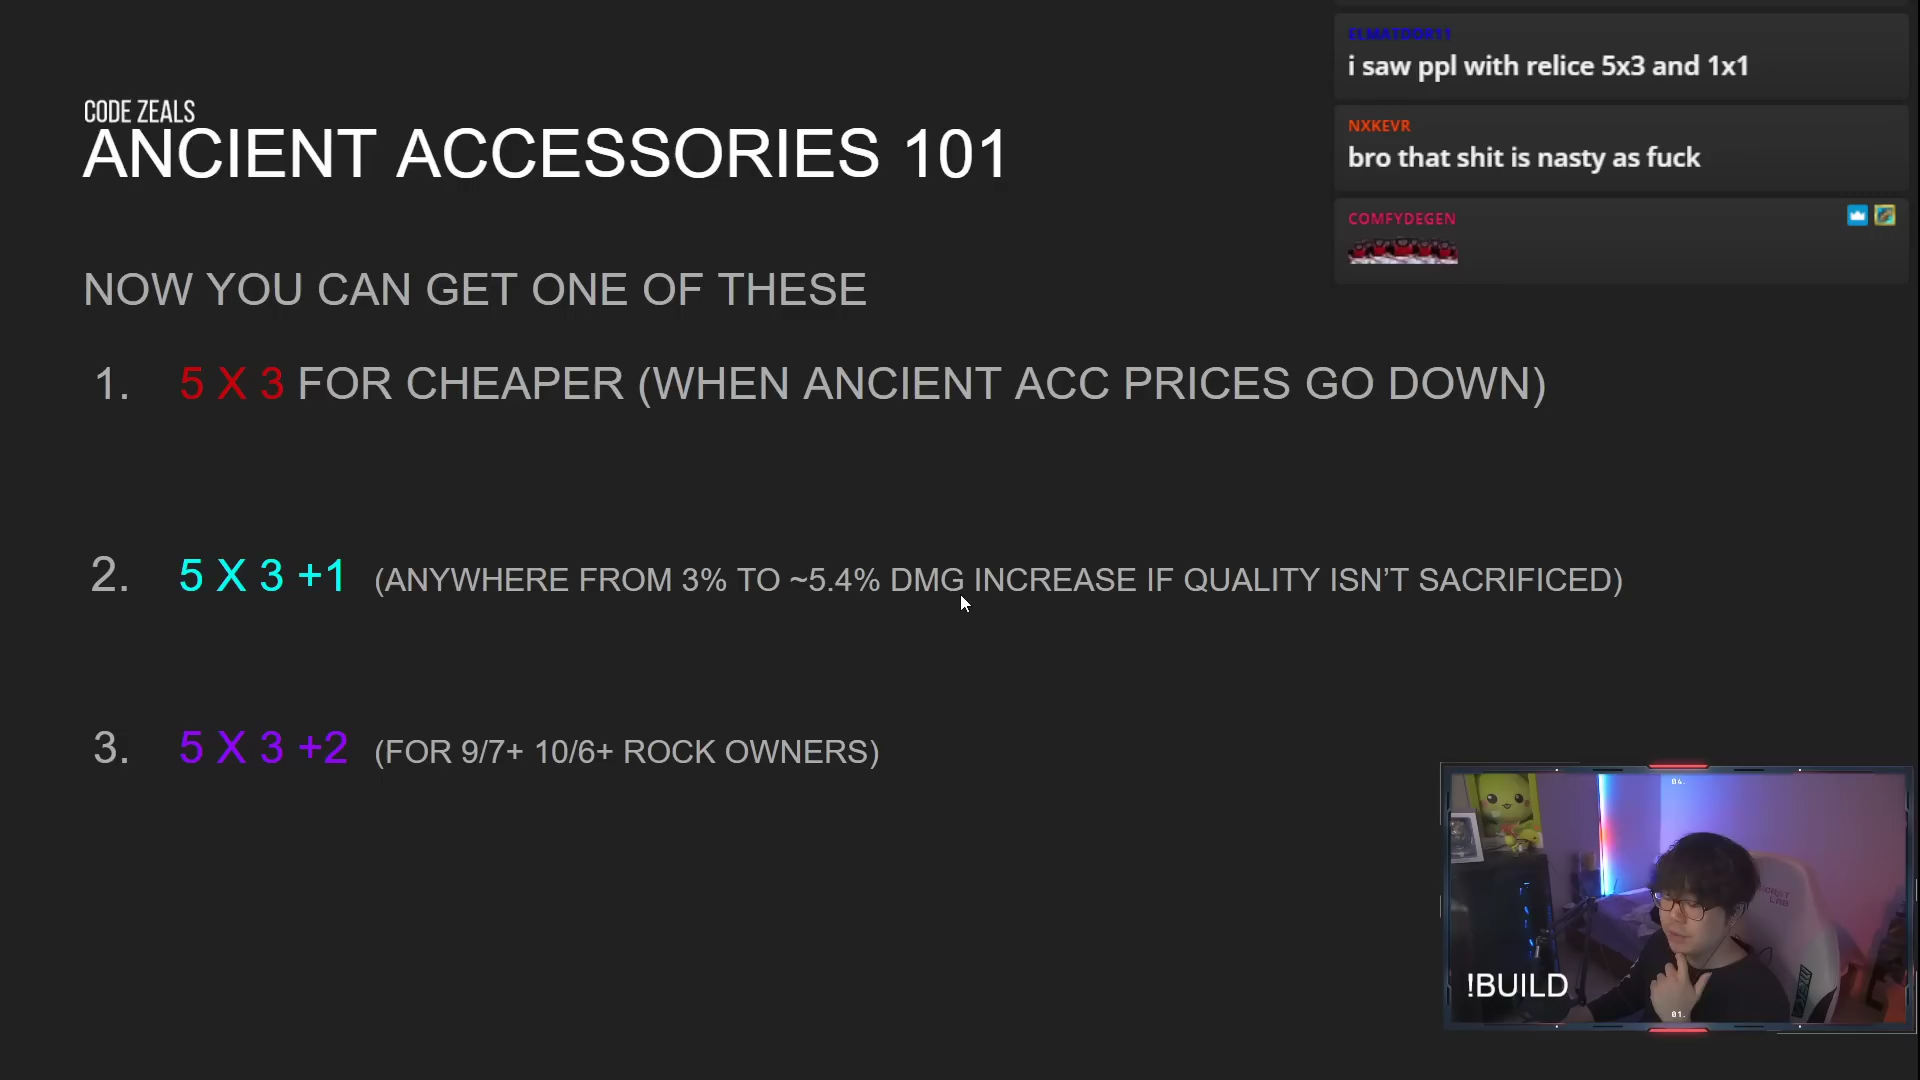 CODE ZEALS
ANCIENT ACCESSORIES 101
NOW YOU CAN GET ONE OF THESE
1. 5 X 3 FOR CHEAPER (WHEN ANCIENT ACC PRICES GO DOWN)
2. 5 X 3 +1 (ANYWHERE FROM 3% TO ~5.4% DMG INCREASE IF QUALITY ISN'T SACRIFICED)
3. 5 X 3 +2 (FOR 9/7+ 10/6+ ROCK OWNERS)
i saw ppl with relice 5x3 and 1x1
NXKEVR
bro that shit is nasty as fuck
COMFYDEGEN
04.
!BUILD
01.